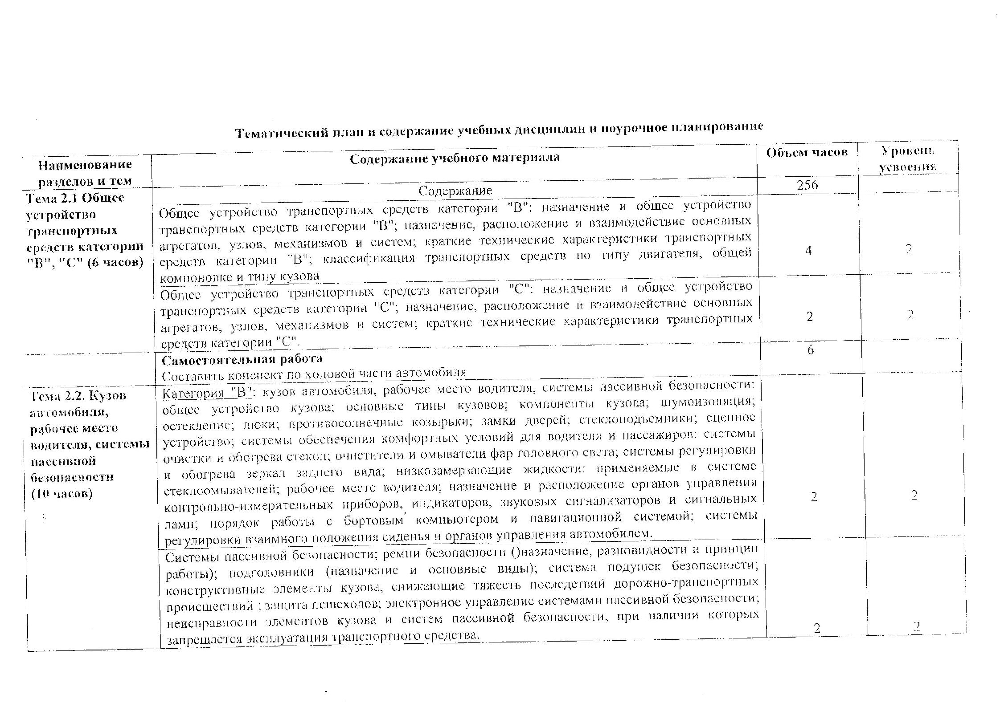 Тематический план и содержание учебных дисциплин и поурочное планирование
Наименование
разделов и тем
Содержание учебного материала
Объем часов
Уровень
усвоения
Содержание
256
Тема 2.1 Общее
устройство
транспортных
средств категории
"В", "С" (6 часов)
Общее устройство транспортных средств категории "В": назначение и общее устройство
транспортных средств категории "В"; назначение, расположение и взаимодействие основных
агрегатов, узлов, механизмов и систем; краткие технические характеристики транспортных
средств категории "В"; классификация транспортных средств по типу двигателя, общей
компоновке и типу кузова
4
2
Общее устройство транспортных средств категории "С": назначение и общее устройство
транспортных средств категории "С"; назначение, расположение и взаимодействие основных
агрегатов, узлов, механизмов и систем; краткие технические характеристики транспортных
средств категории "С".
2
2
Самостоятельная работа
Составить конспект по ходовой части автомобиля
6
Тема 2.2. Кузов
автомобиля,
рабочее место
водителя, системы
пассивной
безопасности
(10 часов)
Категория "В": кузов автомобиля, рабочее место водителя, системы пассивной безопасности:
общее устройство кузова; основные типы кузовов; компоненты кузова; шумоизоляция;
остекление; люки; противосолнечные козырьки; замки дверей; стеклоподъемники; сцепное
устройство; системы обеспечения комфортных условий для водителя и пассажиров: системы
очистки и обогрева стекол; очистители и омыватели фар головного света; системы регулировки
и обогрева зеркал заднего вида; низкозамерзающие жидкости: применяемые в системе
стеклоомывателей; рабочее место водителя; назначение и расположение органов управления
контрольно-измерительных приборов, индикаторов, звуковых сигнализаторов и сигнальных
ламп; порядок работы с бортовым компьютером и навигационной системой; системы
регулировки взаимного положения сиденья и органов управления автомобилем.
2
2
Системы пассивной безопасности; ремни безопасности ()назначение, разновидности и принцип
работы); подголовники (назначение и основные виды); система подушек безопасности;
конструктивные элементы кузова, снижающие тяжесть последствий дорожно-транспортных
происшествий ; защита пешеходов; электронное управление системами пассивной безопасности;
неисправности элементов кузова и систем пассивной безопасности, при наличии которых
запрещается эксплуатация транспортного средства.
2
2